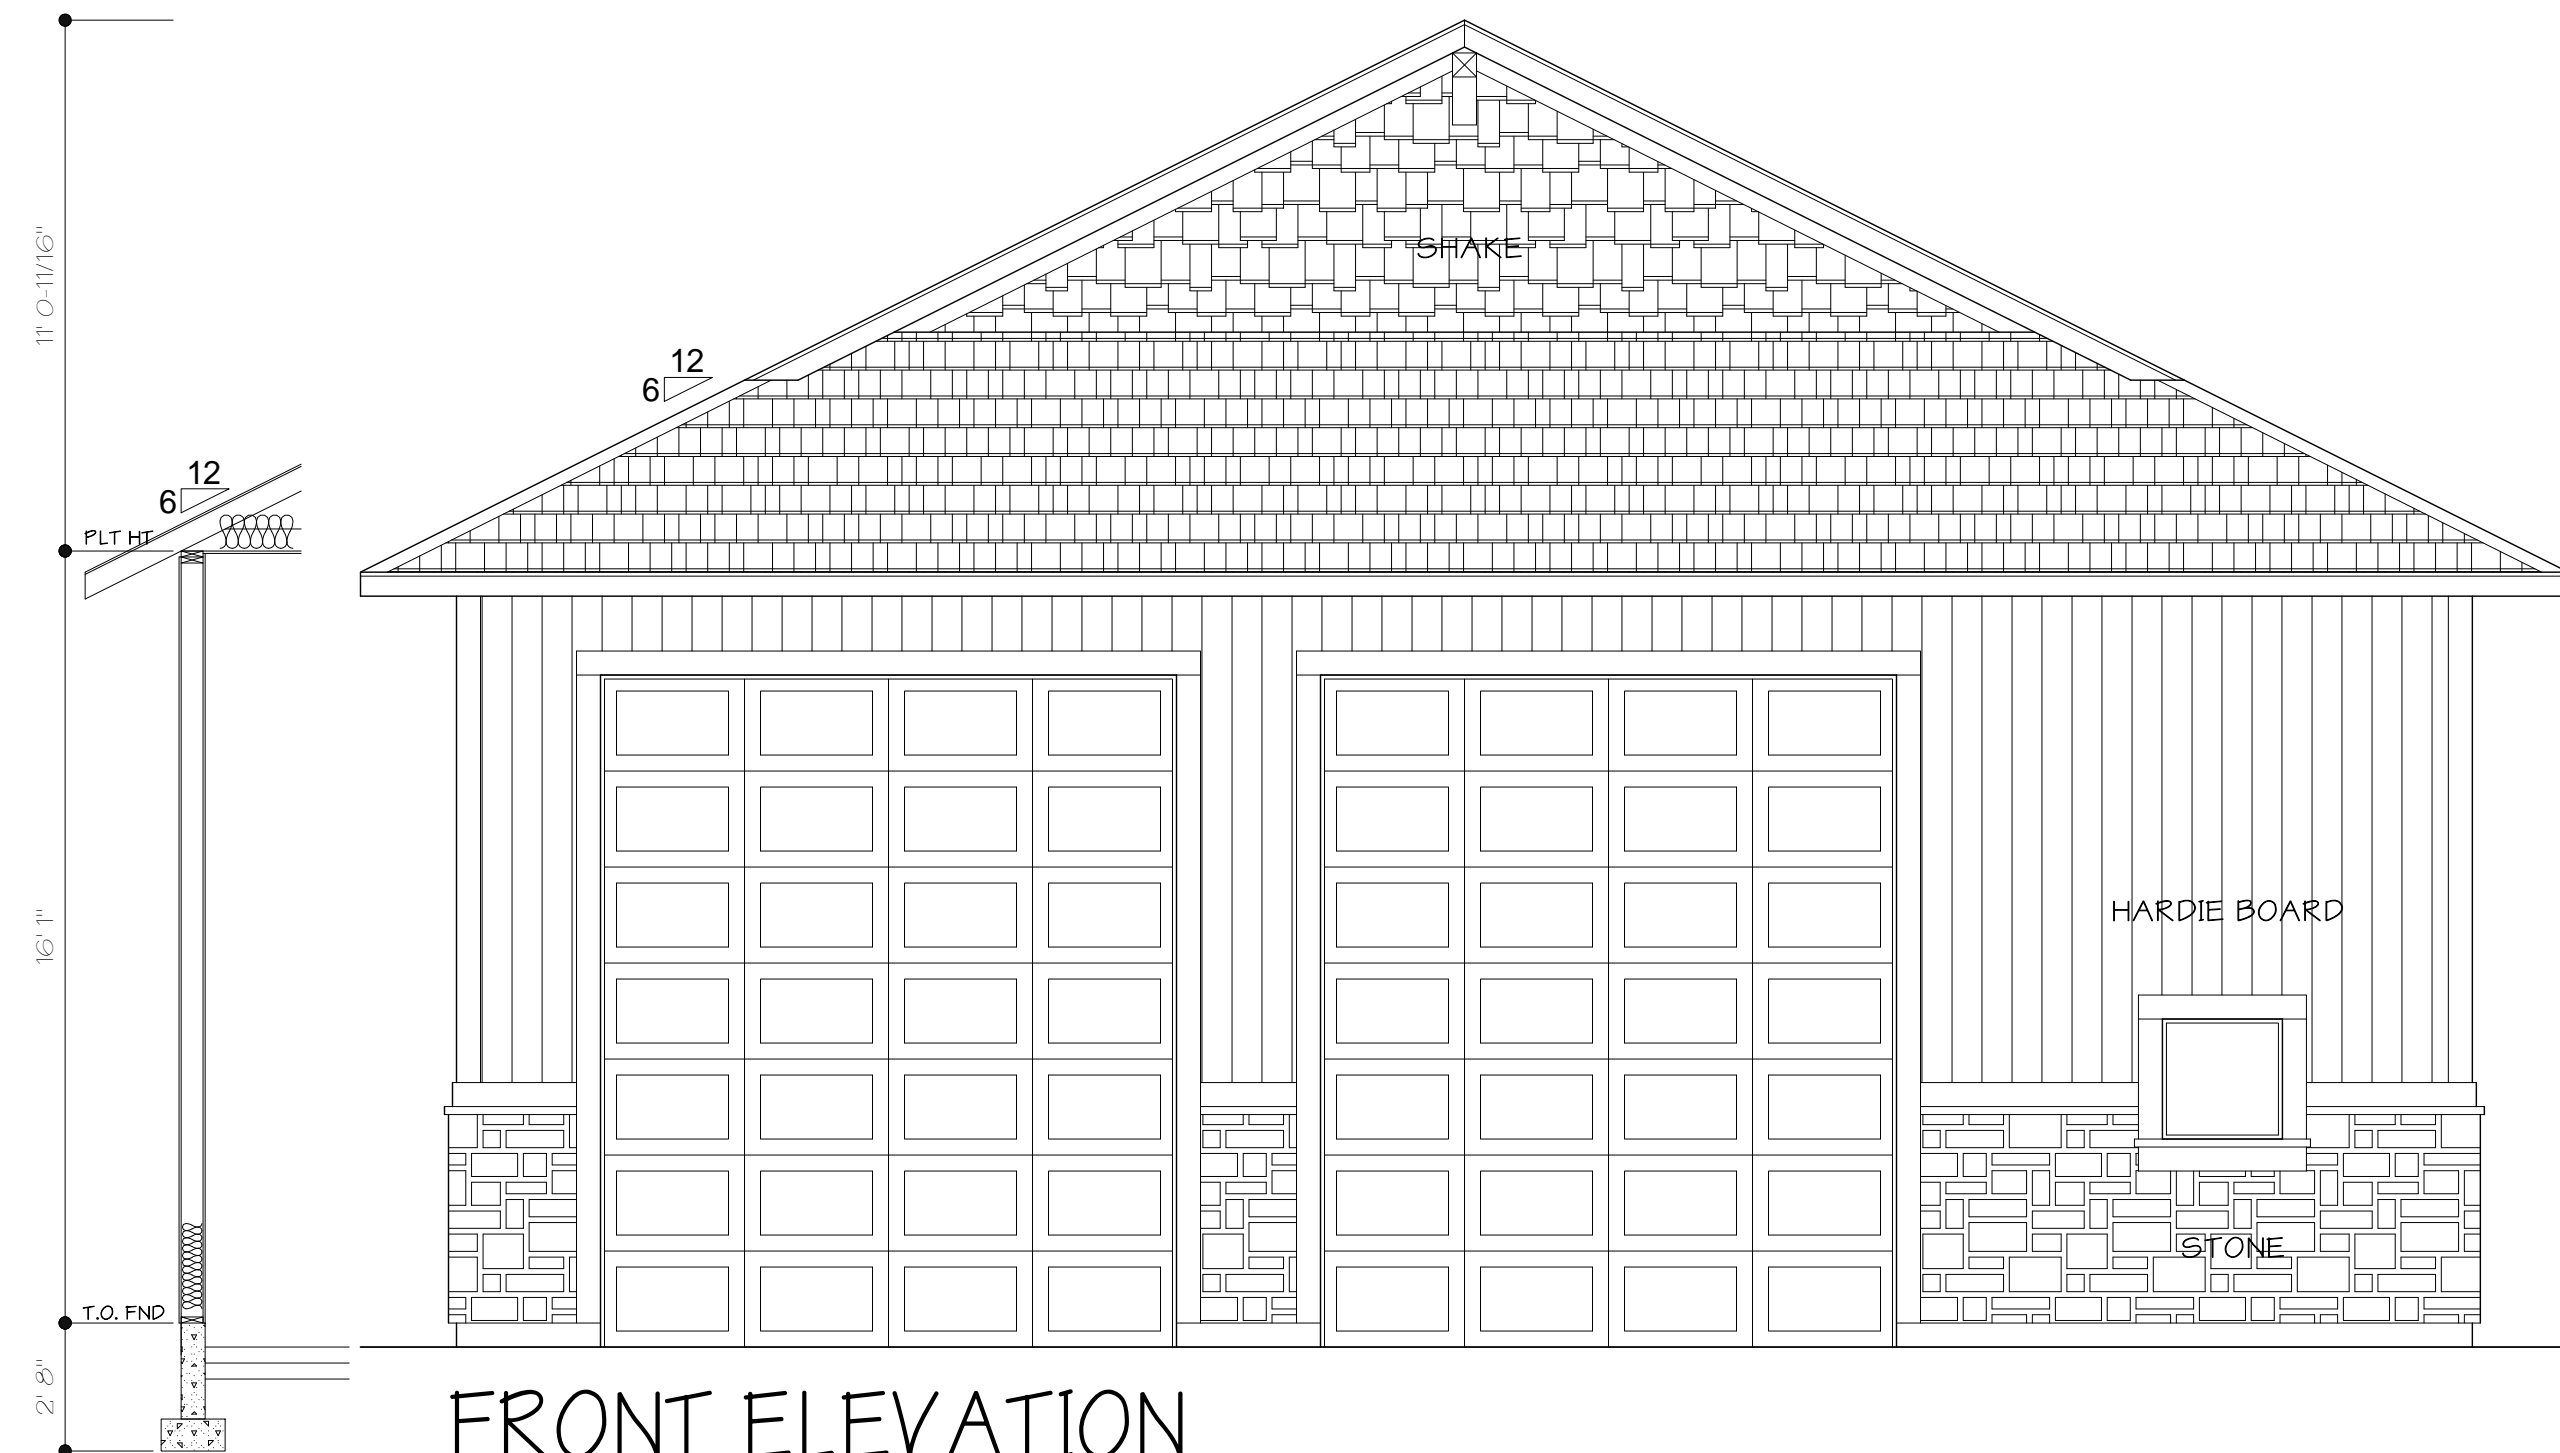 11' 0-11/16"
SHAKE
12
6
12
6
PLT HT
16' 1"
HARDIE BOARD
STONE
T.O. FND
2' 8"
FRONT ELEVATION